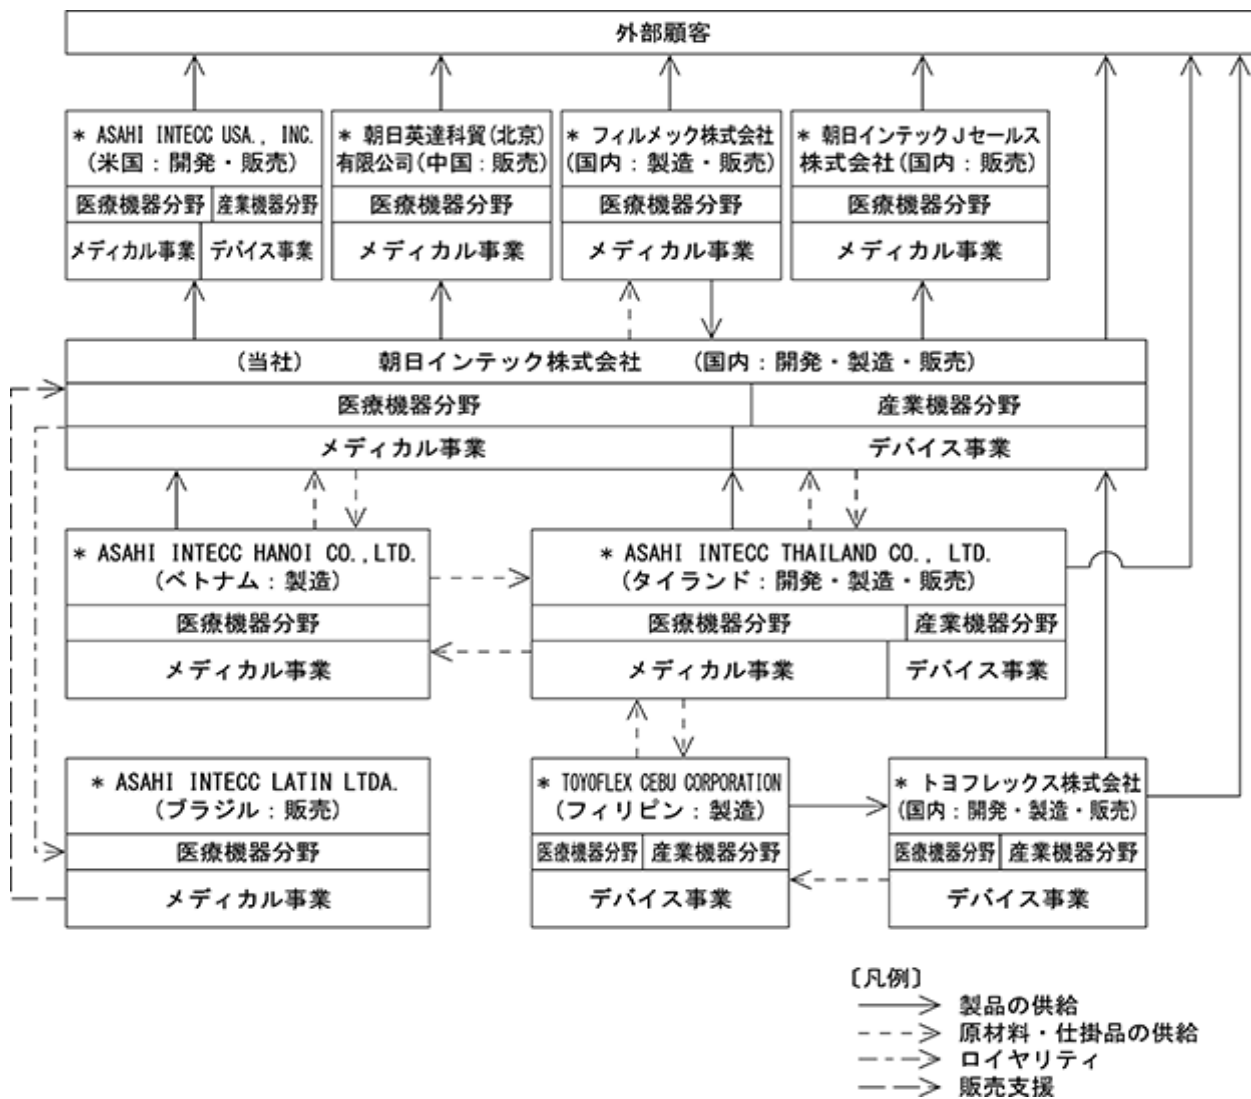 外部顧客
* ASAHI INTECC USA., INC.
(米国：開発・販売)
医療機器分野
産業機器分野
メディカル事業
デバイス事業
* 朝日英達科貿(北京)
有限公司(中国：販売)
医療機器分野
メディカル事業
* フィルメック株式会社
(国内：製造・販売)
医療機器分野
メディカル事業
* 朝日インテックＪセールス
株式会社(国内：販売)
医療機器分野
メディカル事業
(当社) 朝日インテック株式会社 (国内：開発・製造・販売)
医療機器分野
産業機器分野
メディカル事業
デバイス事業
* ASAHI INTECC HANOI CO.,LTD.
(ベトナム：製造)
医療機器分野
メディカル事業
* ASAHI INTECC THAILAND CO., LTD.
(タイランド：開発・製造・販売)
医療機器分野
産業機器分野
メディカル事業
デバイス事業
* ASAHI INTECC LATIN LTDA.
(ブラジル：販売)
医療機器分野
メディカル事業
* TOYOFLEX CEBU CORPORATION
(フィリピン：製造)
医療機器分野
産業機器分野
デバイス事業
* トヨフレックス株式会社
(国内：開発・製造・販売)
医療機器分野
産業機器分野
デバイス事業
〔凡例〕
製品の供給
原材料・仕掛品の供給
ロイヤリティ
販売支援